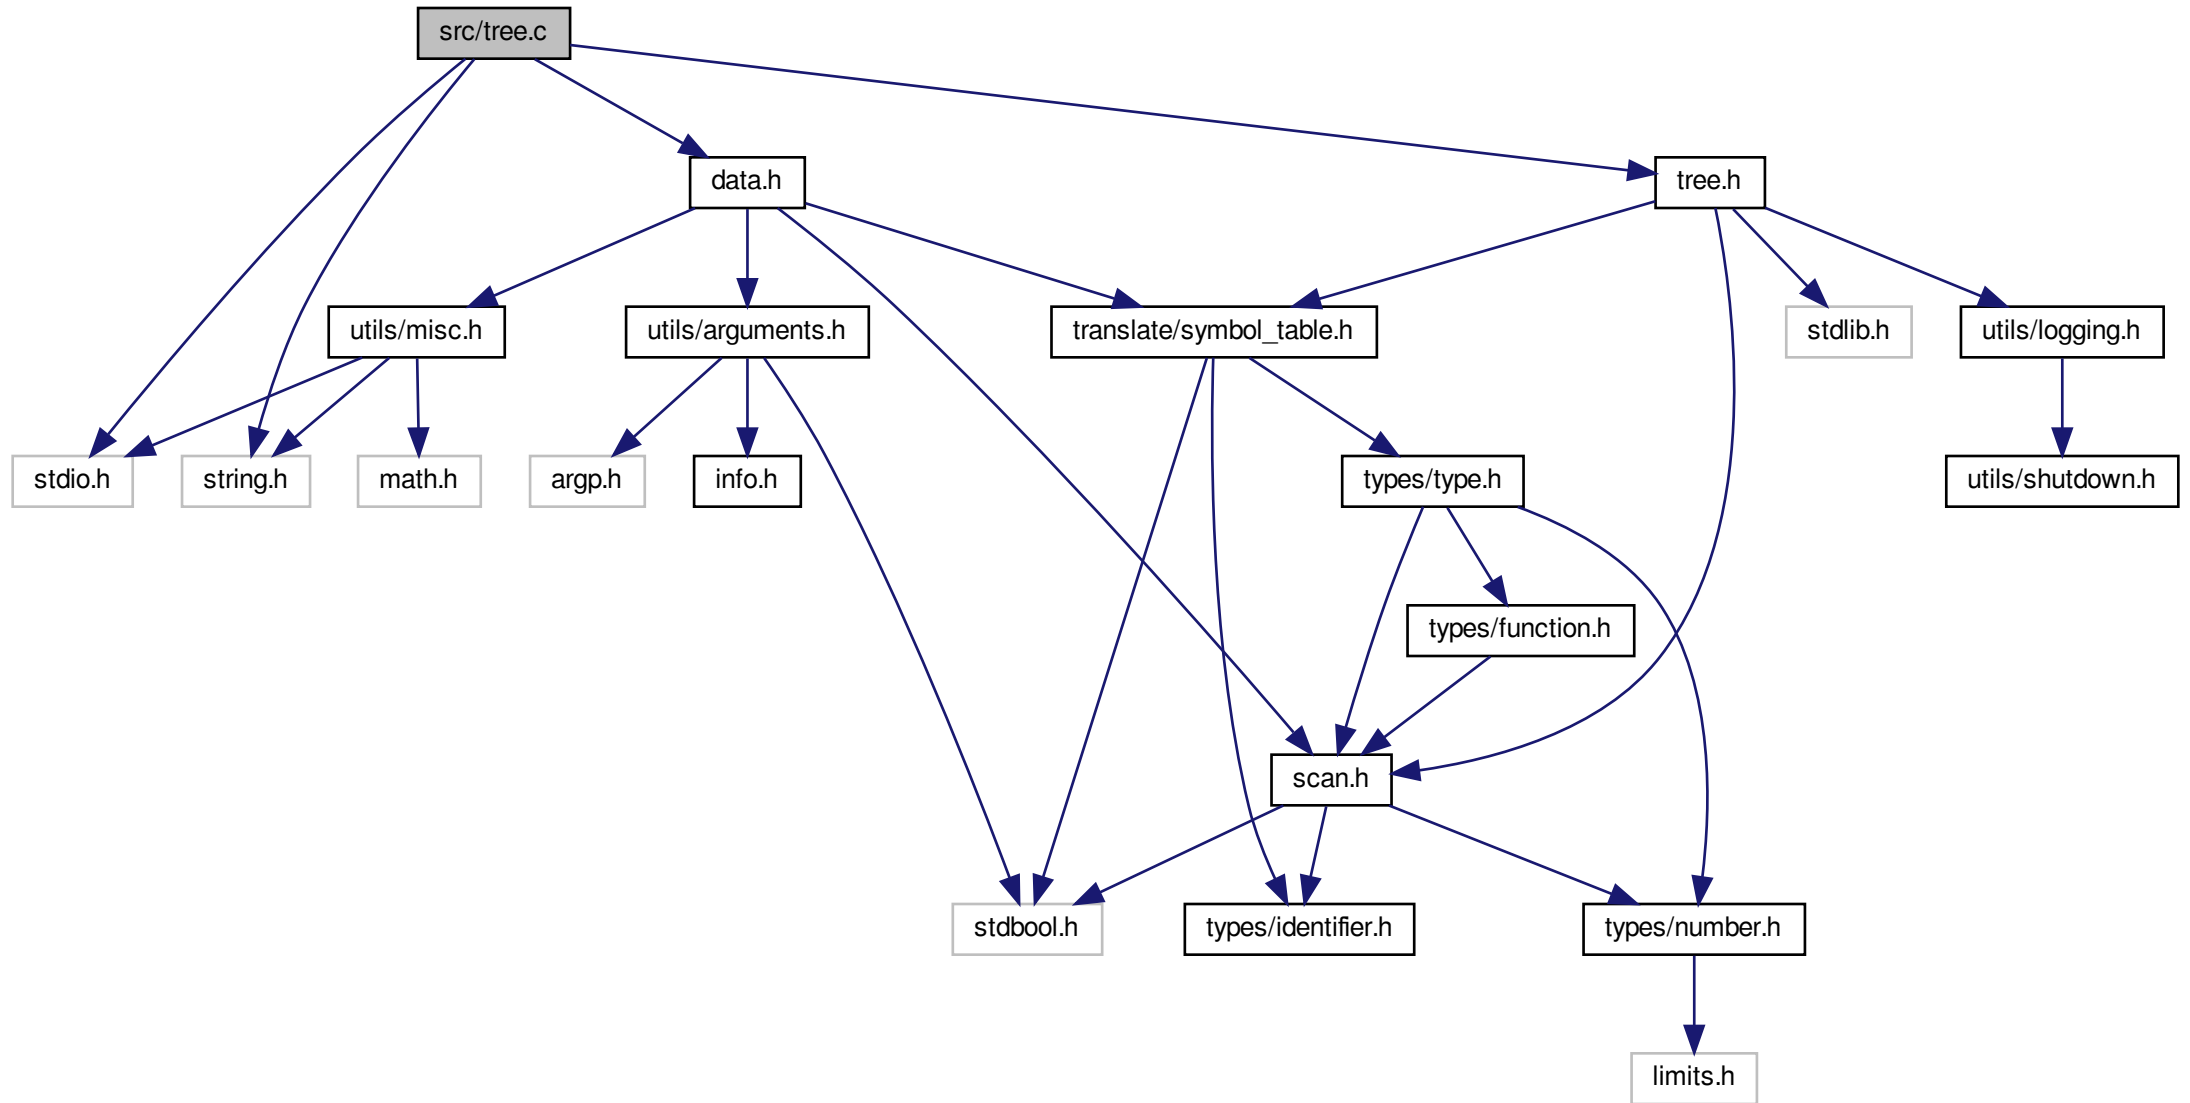 src/tree.c
data.h
tree.h
utils/misc.h
utils/arguments.h
translate/symbol_table.h
stdlib.h
utils/logging.h
stdio.h
string.h
math.h
argp.h
info.h
types/type.h
utils/shutdown.h
types/function.h
scan.h
stdbool.h
types/identifier.h
types/number.h
limits.h